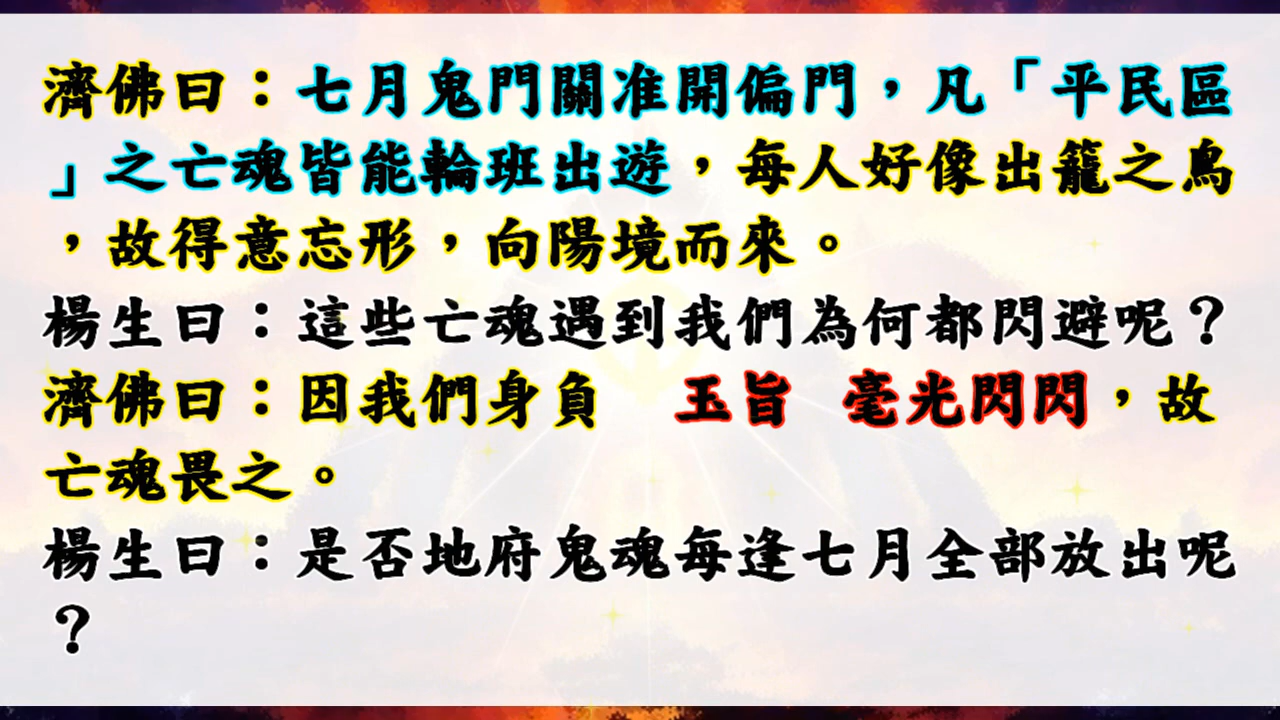 濟佛曰：七月鬼門關准開偏門，凡「平民區
」之亡魂皆能輪班出遊，每人好像出籠之鳥
，故得意忘形，向陽境而來。
楊生曰：這些亡魂遇到我們為何都閃避呢？
濟佛曰：因我們身負　玉旨　毫光閃閃，故
亡魂畏之。
楊生曰：是否地府鬼魂每逢七月全部放出呢
？